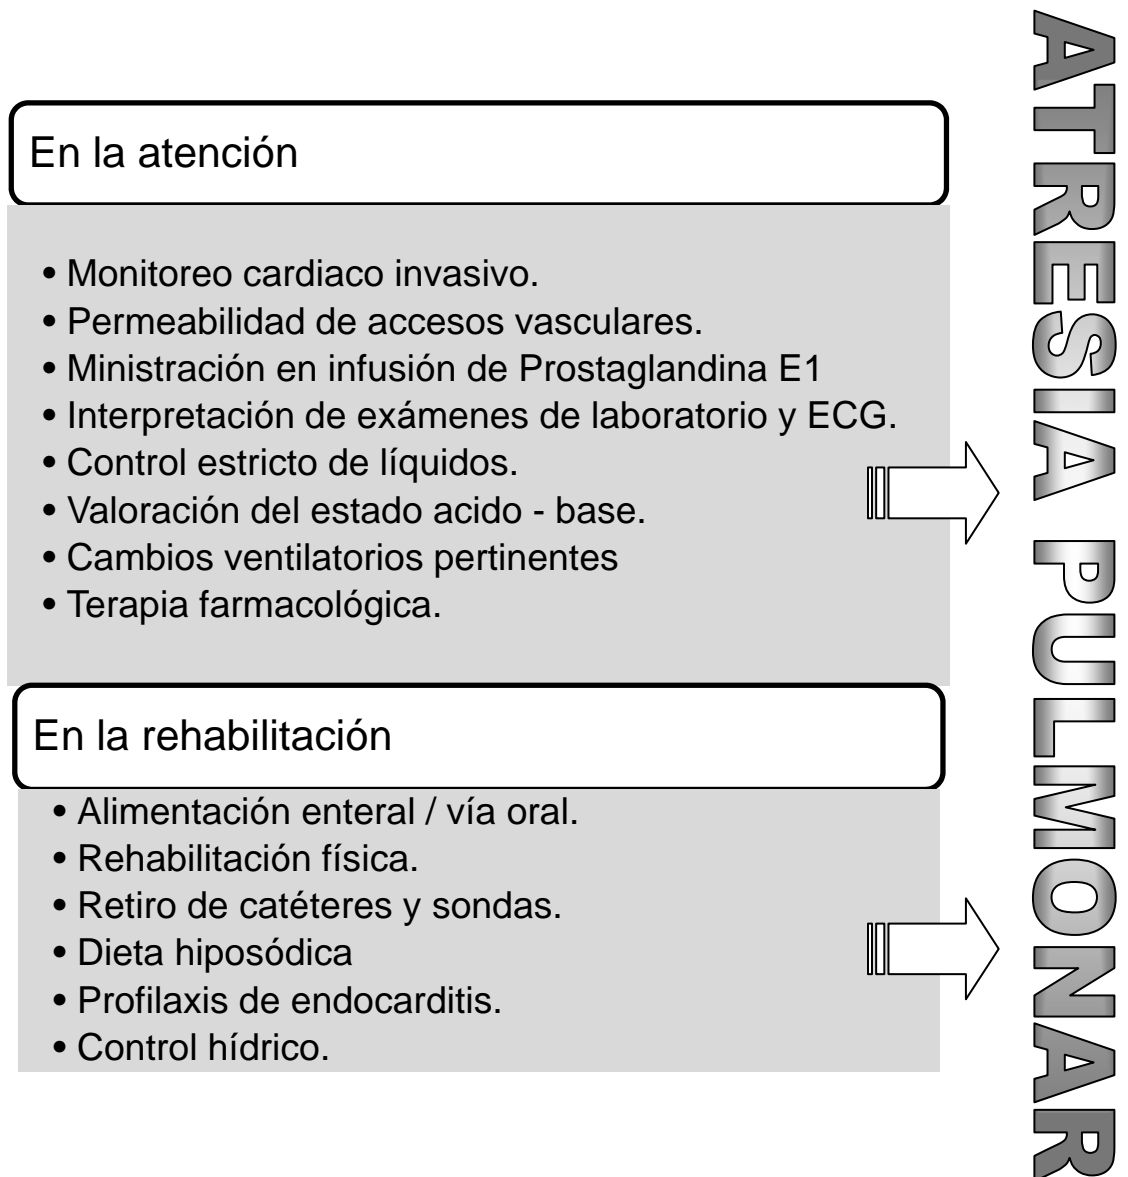 En la atención
• Monitoreo cardiaco invasivo.
• Permeabilidad de accesos vasculares.
• Ministración en infusión de Prostaglandina E1
• Interpretación de exámenes de laboratorio y ECG.
• Control estricto de líquidos.
• Valoración del estado acido - base.
• Cambios ventilatorios pertinentes
• Terapia farmacológica.
En la rehabilitación
• Alimentación enteral / vía oral.
• Rehabilitación física.
• Retiro de catéteres y sondas.
• Dieta hiposódica
• Profilaxis de endocarditis.
• Control hídrico.
ATRESIA PULMONAR